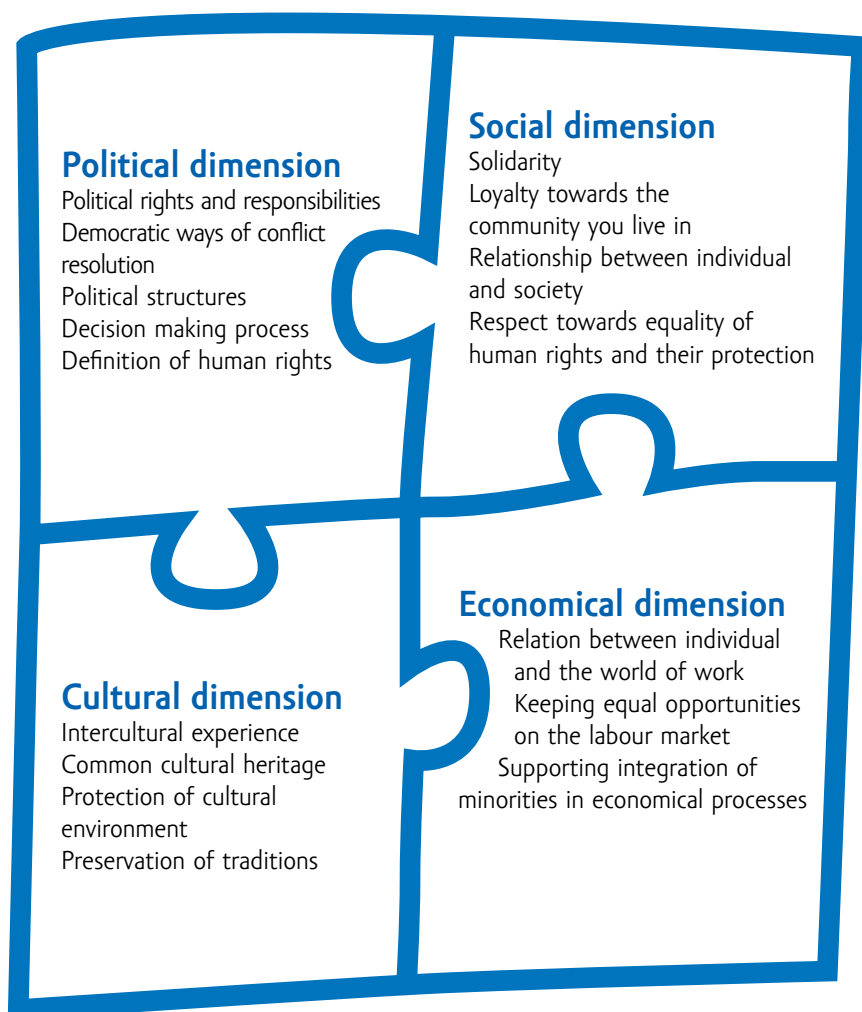 Political dimension
Political rights and responsibilities
Democratic ways of conflict
resolution
Political structures
Decision making process
Definition of human rights
Social dimension
Solidarity
Loyalty towards the
community you live in
Relationship between individual
and society
Respect towards equality of
human rights and their protection
Cultural dimension
Intercultural experience
Common cultural heritage
Protection of cultural
environment
Preservation of traditions
Economical dimension
Relation between individual
and the world of work
Keeping equal opportunities
on the labour market
Supporting integration of
minorities in economical processes